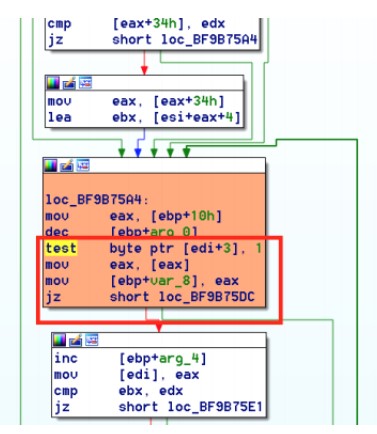 cmp [eax+34h], edx
jz short loc_BF9B75A4
mov eax, [eax+34h]
lea ebx, [esi+eax+4]
loc_BF9B75A4:
mov eax, [ebp+10h]
dec [ebp+arg_0]
test byte ptr [edi+3], 1
mov eax, [eax]
mov [ebp+var_8], eax
jz short loc_BF9B75DC
inc [ebp+arg_4]
mov [edi], eax
cmp ebx, edx
jz short loc_BF9B75E1